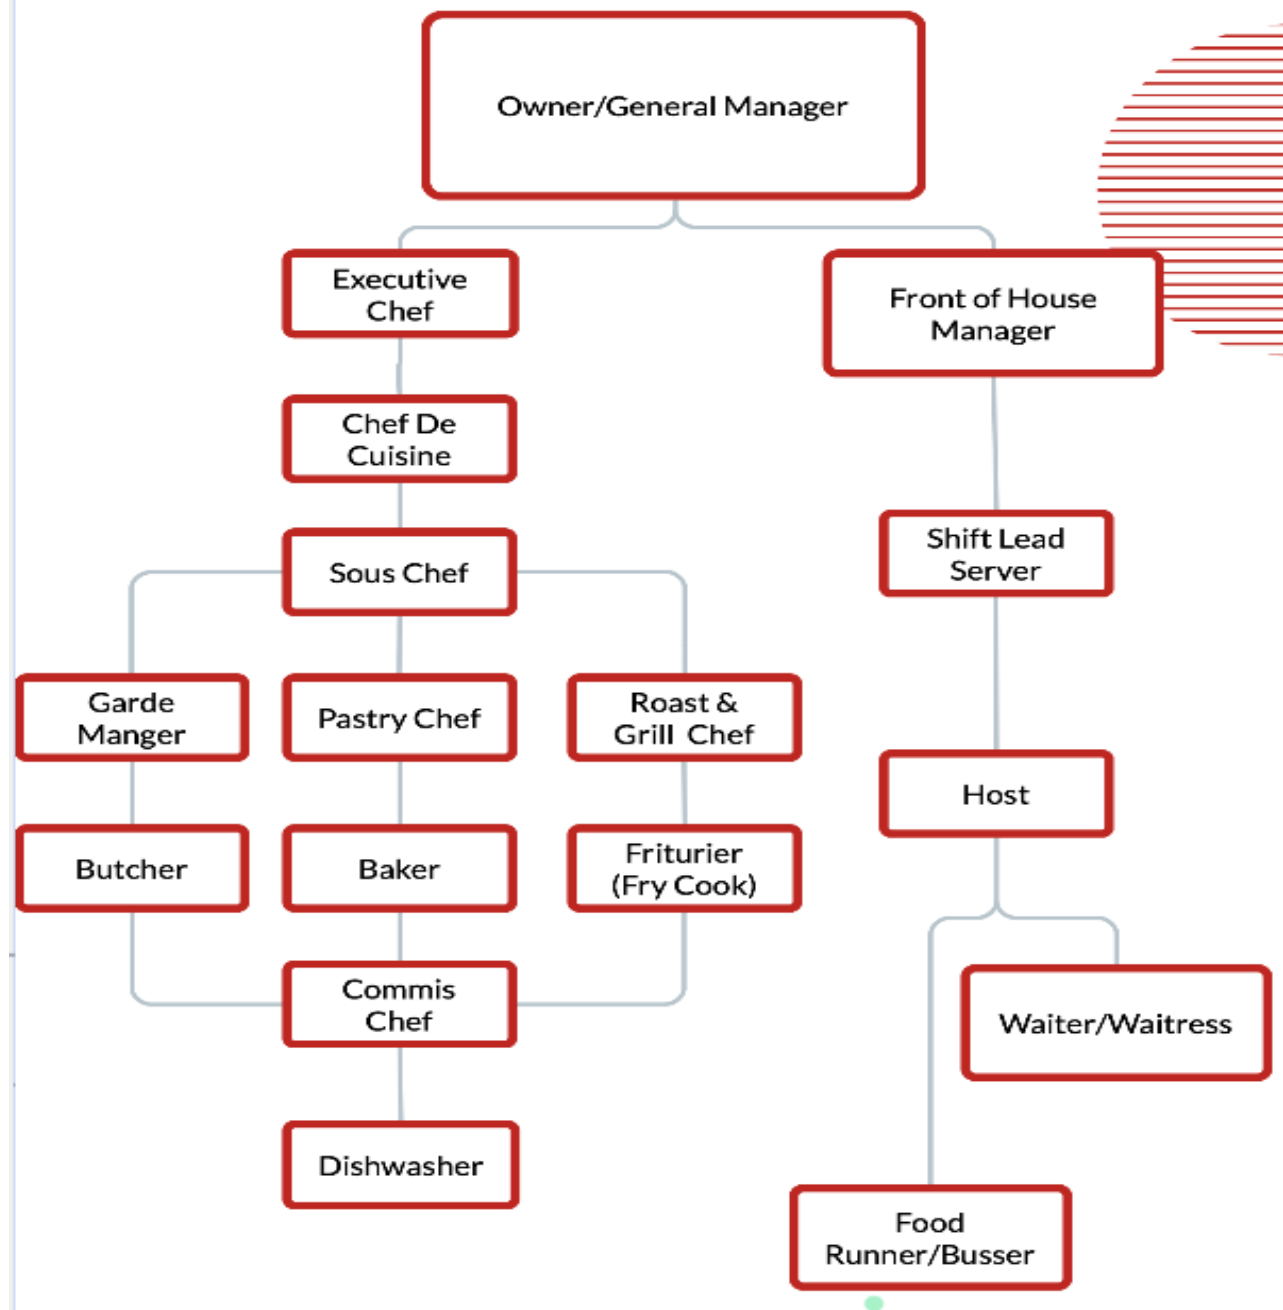 Owner/General Manager
Executive
Chef
Front of House
Manager
Chef De
Cuisine
Shift Lead
Server
Sous Chef
Garde
Manger
Pastry Chef
Roast &
Grill Chef
Host
Butcher
Baker
Friturier
(Fry Cook)
Commis
Chef
Waiter/Waitress
Dishwasher
Food
Runner/Busser